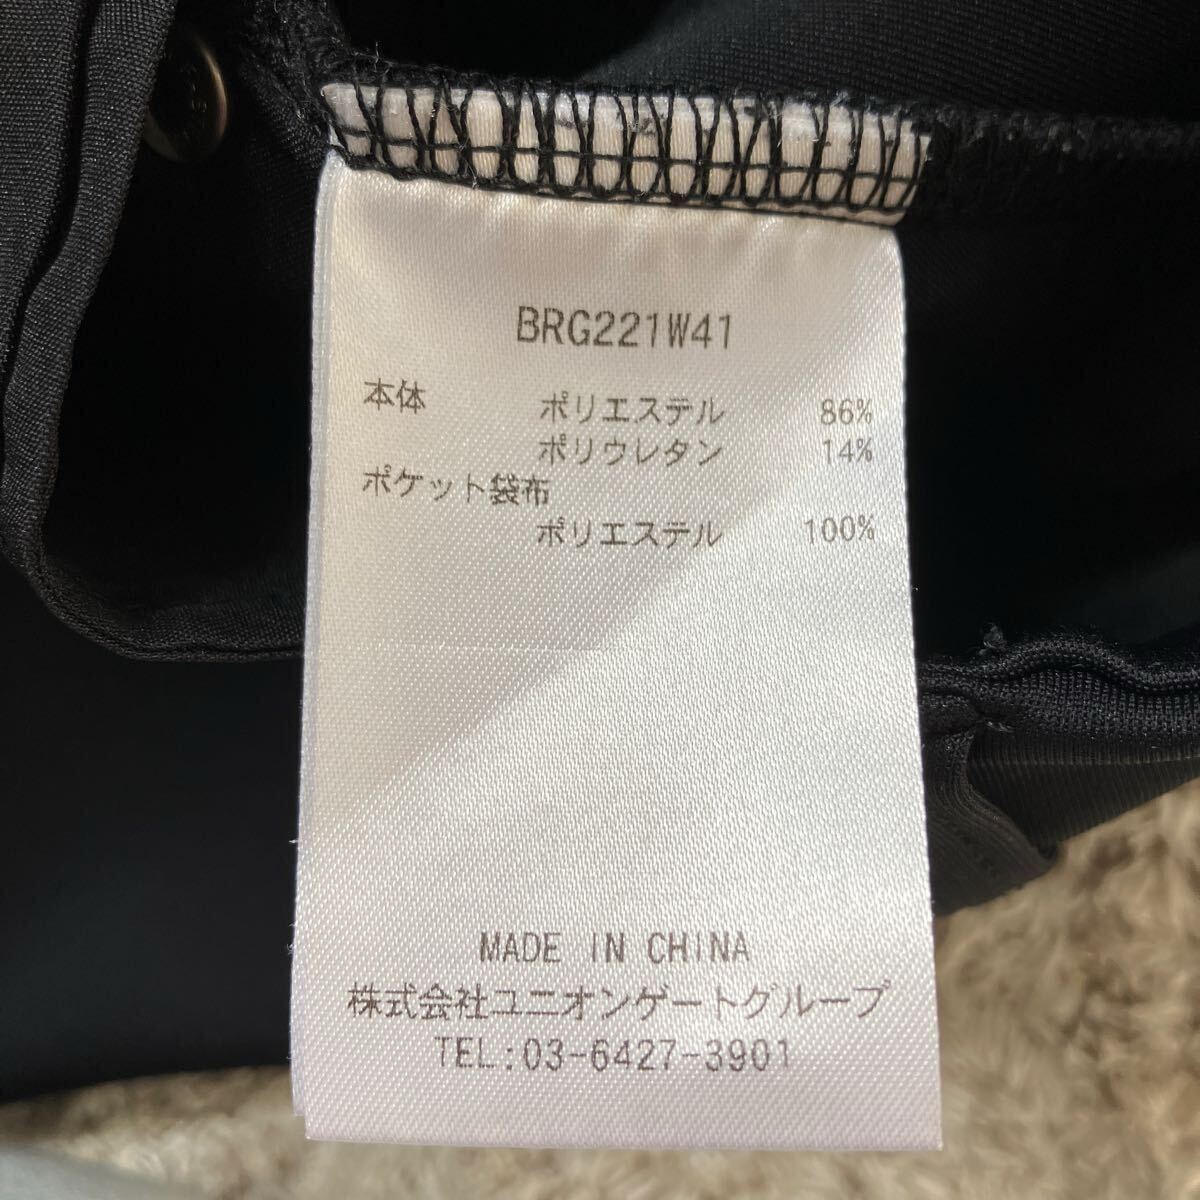 BRG221W41
本体 ポリエステル 86%
ポリウレタン 14%
ポケット袋布
ポリエステル 100%
MADE IN CHINA
株式会社ユニオンゲートグループ
TEL:03-6427-3901